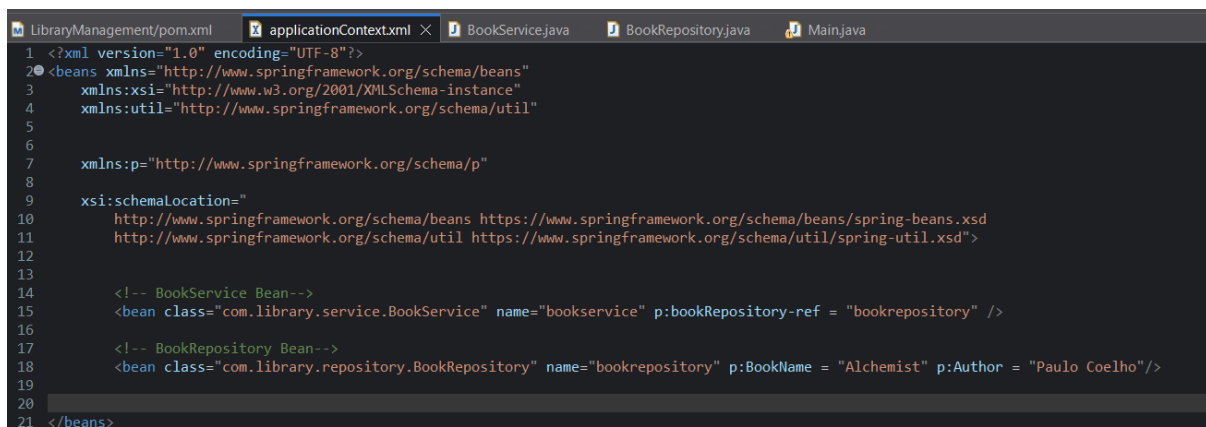 LibraryManagement/pom.xml applicationContext.xml BookService.java BookRepository.java Main.java
1 <?xml version="1.0" encoding="UTF-8"?>
2 <beans xmlns="http://www.springframework.org/schema/beans"
3 xmlns:xsi="http://www.w3.org/2001/XMLSchema-instance"
4 xmlns:util="http://www.springframework.org/schema/util"
5
6
7 xmlns:p="http://www.springframework.org/schema/p"
8
9 xsi:schemaLocation="
10 http://www.springframework.org/schema/beans https://www.springframework.org/schema/beans/spring-beans.xsd
11 http://www.springframework.org/schema/util https://www.springframework.org/schema/util/spring-util.xsd">
12
13
14 <!-- BookService Bean-->
15 <bean class="com.library.service.BookService" name="bookservice" p:bookRepository-ref = "bookrepository" />
16
17 <!-- BookRepository Bean-->
18 <bean class="com.library.repository.BookRepository" name="bookrepository" p:BookName = "Alchemist" p:Author = "Paulo Coelho"/>
19
20
21 </beans>